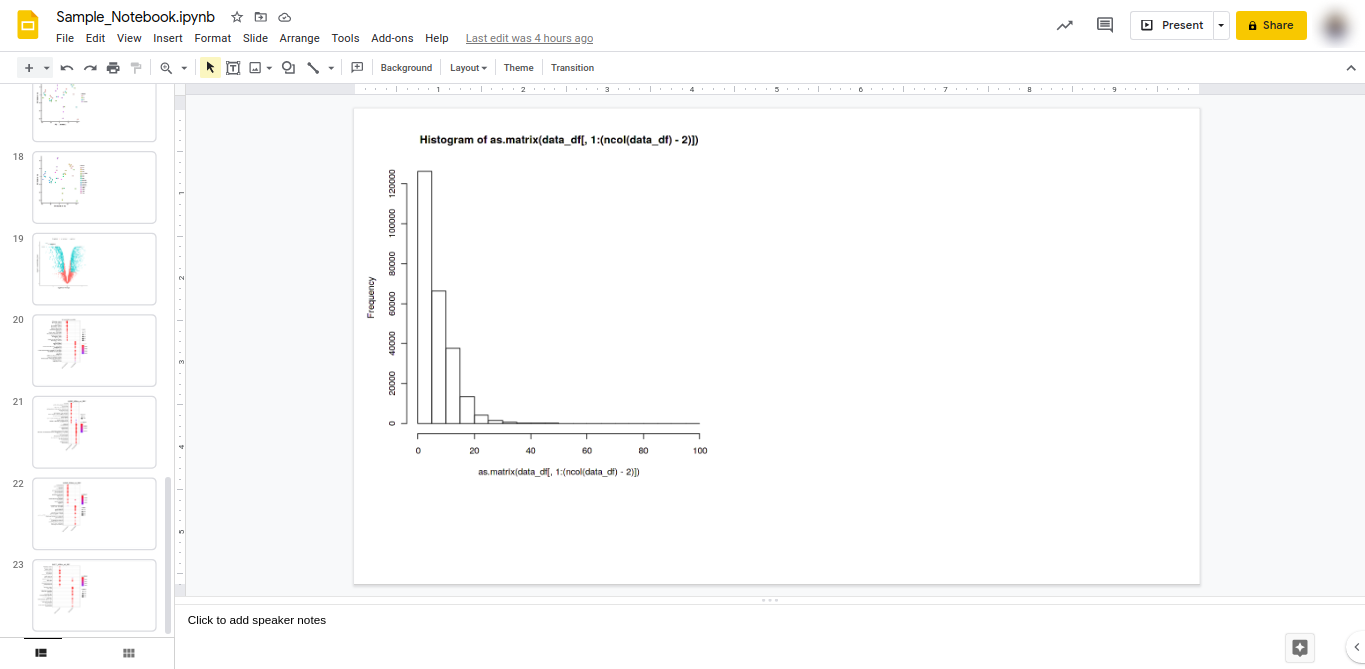 Sample_Notebook.ipynb
File Edit View Insert Format Slide Arrange Tools Add-ons Help Last edit was 4 hours ago
Present
Share
Background Layout Theme Transition
1 2 3 4 5 6 7 8 9
18
19
20
21
22
23
1
2
3
4
5
Histogram of as.matrix(data_df[, 1:(ncol(data_df) - 2)])
Frequency
0 20000 40000 60000 80000 100000 120000
0 20 40 60 80 100
as.matrix(data_df[, 1:(ncol(data_df) - 2)])
Click to add speaker notes